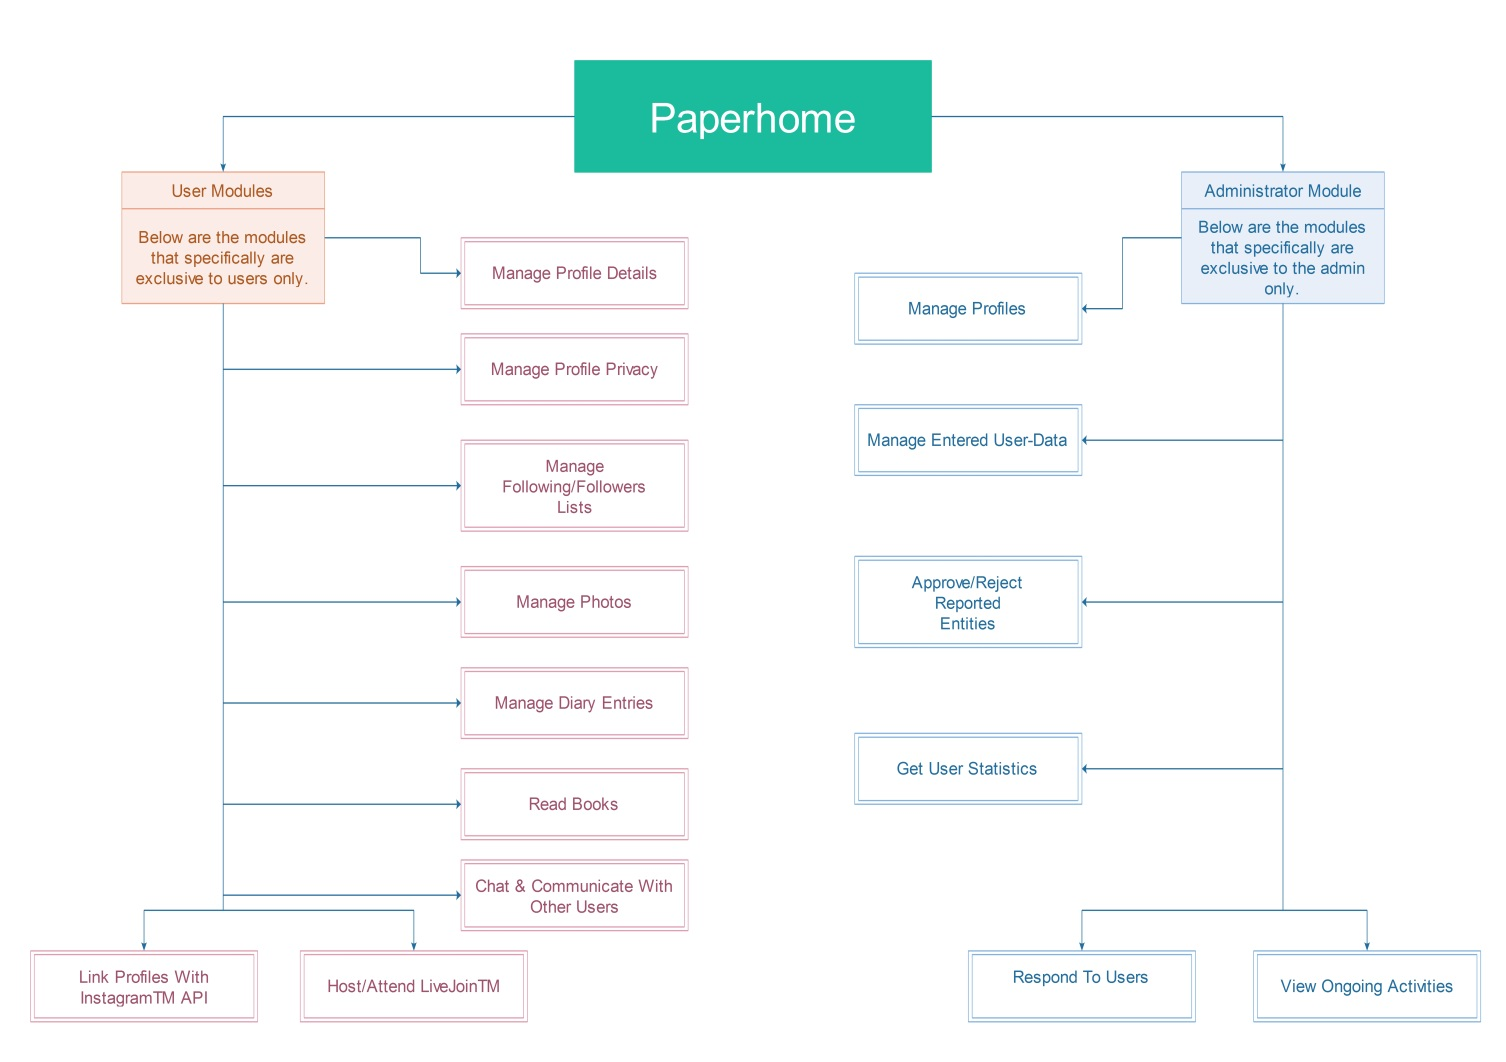 Paperhome
User Modules
Below are the modules
that specifically are
exclusive to users only.
Manage Profile Details
Manage Profile Privacy
Manage
Following/Followers
Lists
Manage Photos
Manage Diary Entries
Read Books
Chat & Communicate With
Other Users
Link Profiles With
InstagramTM API
Host/Attend LiveJoinTM
Administrator Module
Below are the modules
that specifically are
exclusive to the admin
only.
Manage Profiles
Manage Entered User-Data
Approve/Reject
Reported
Entities
Get User Statistics
Respond To Users
View Ongoing Activities